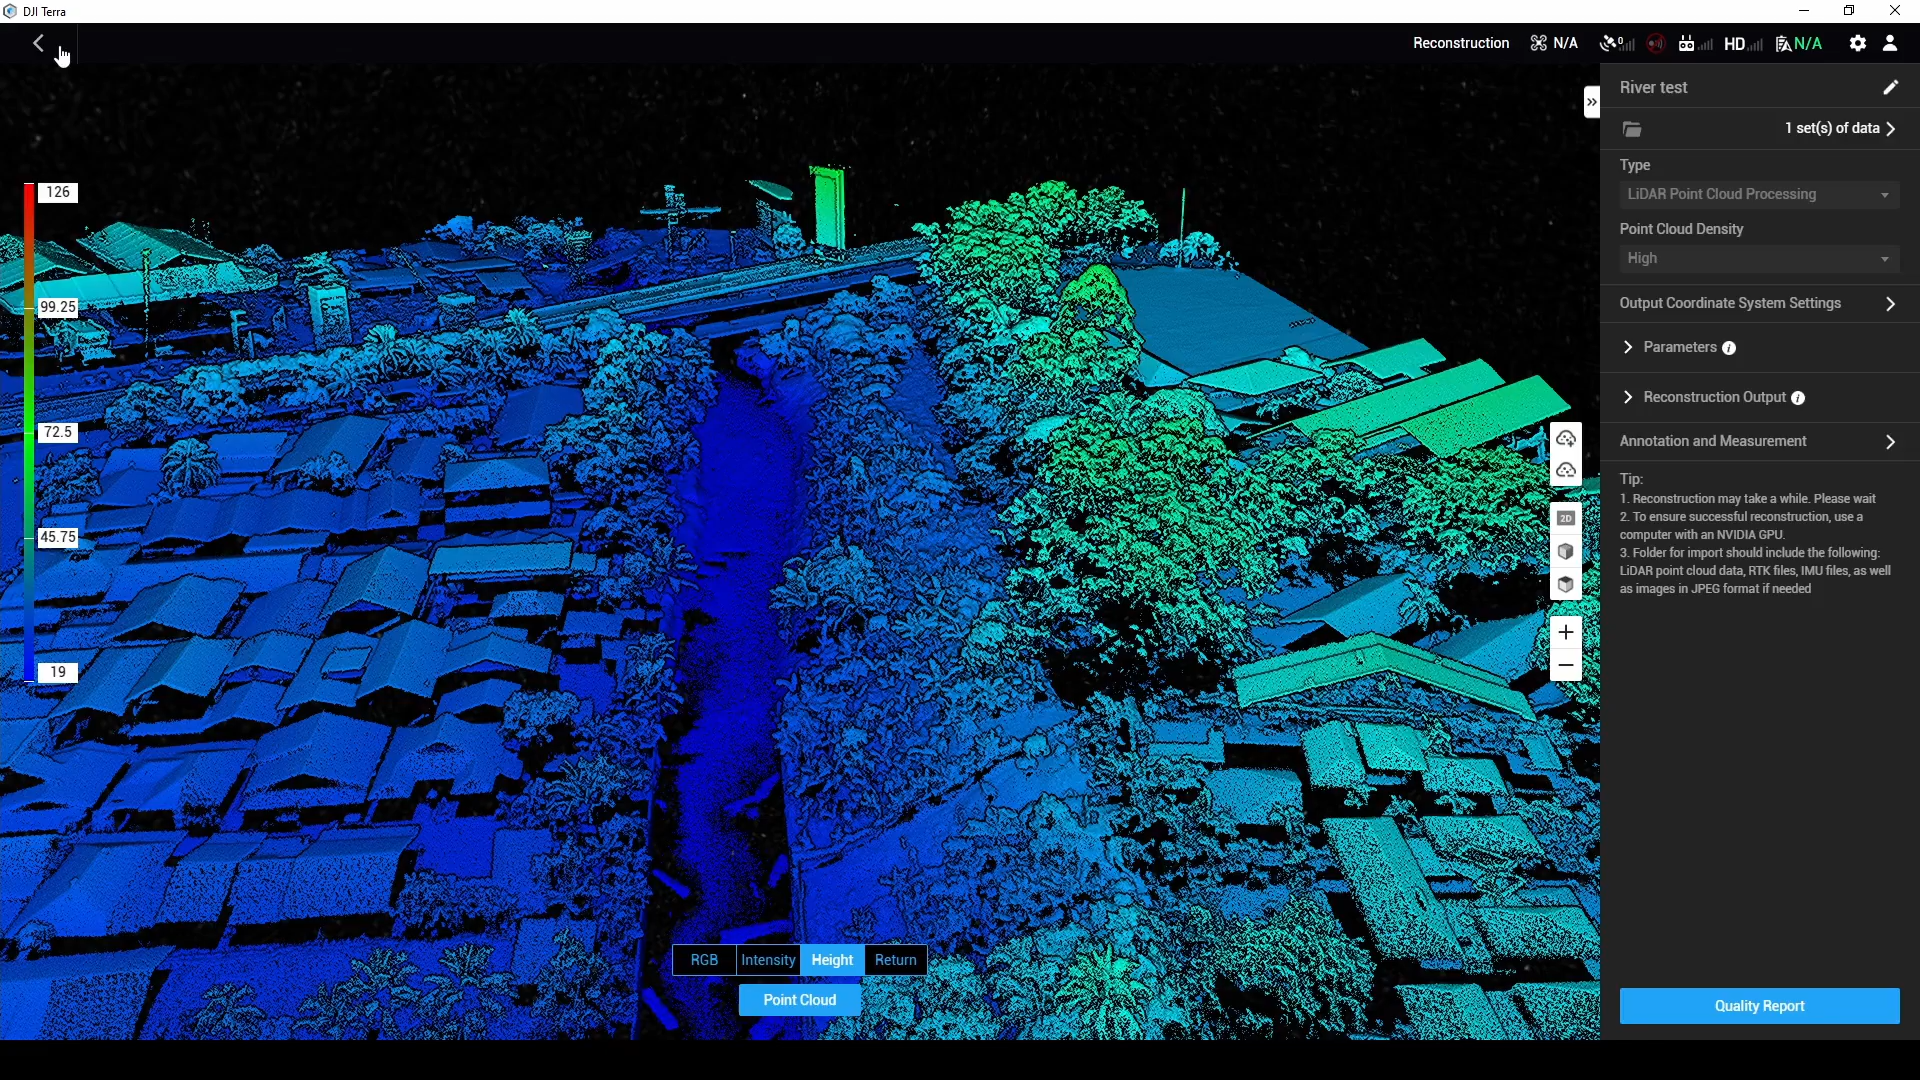 DJI Terra
Reconstruction
N/A
0
HD
N/A
River test
1 set(s) of data
Type
LiDAR Point Cloud Processing
Point Cloud Density
High
Output Coordinate System Settings
Parameters
Reconstruction Output
Annotation and Measurement
Tip:
1. Reconstruction may take a while. Please wait
2. To ensure successful reconstruction, use a
computer with an NVIDIA GPU.
3. Folder for import should include the following:
LiDAR point cloud data, RTK files, IMU files, as well
as images in JPEG format if needed
126
99.25
72.5
45.75
19
2D
RGB Intensity Height Return
Point Cloud
Quality Report